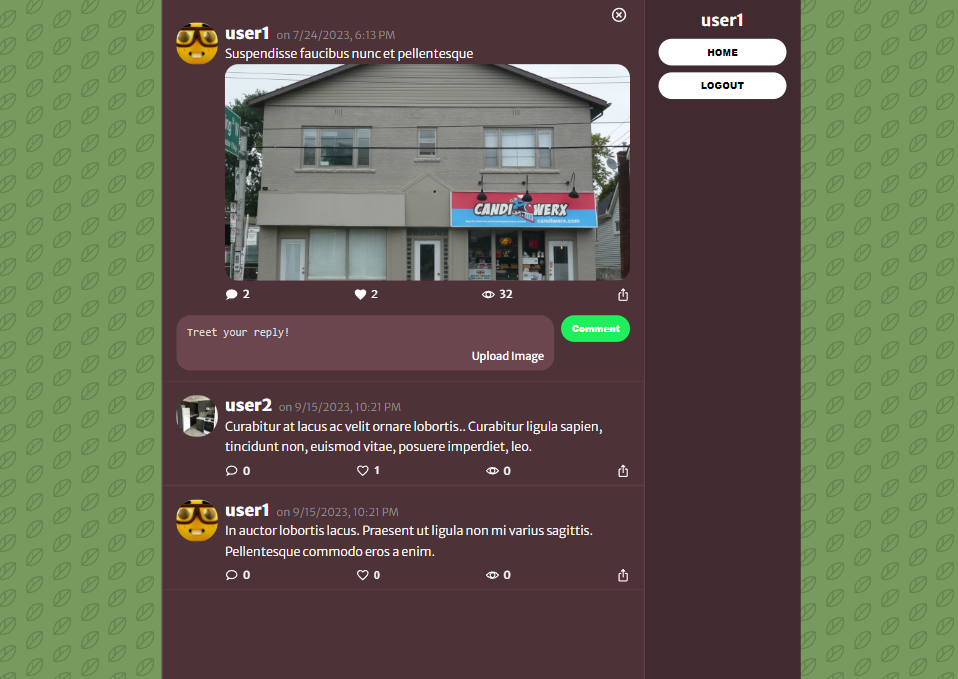 user1 on 7/24/2023, 6:13 PM
Suspendisse faucibus nunc et pellentesque
CANDI WERX
candiwerx.com
2 2 32
Treet your reply!
Upload Image
Comment
user2 on 9/15/2023, 10:21 PM
Curabitur at lacus ac velit ornare lobortis.. Curabitur ligula sapien,
tincidunt non, euismod vitae, posuere imperdiet, leo.
0 1 0
user1 on 9/15/2023, 10:21 PM
In auctor lobortis lacus. Praesent ut ligula non mi varius sagittis.
Pellentesque commodo eros a enim.
0 0 0
user1
HOME
LOGOUT